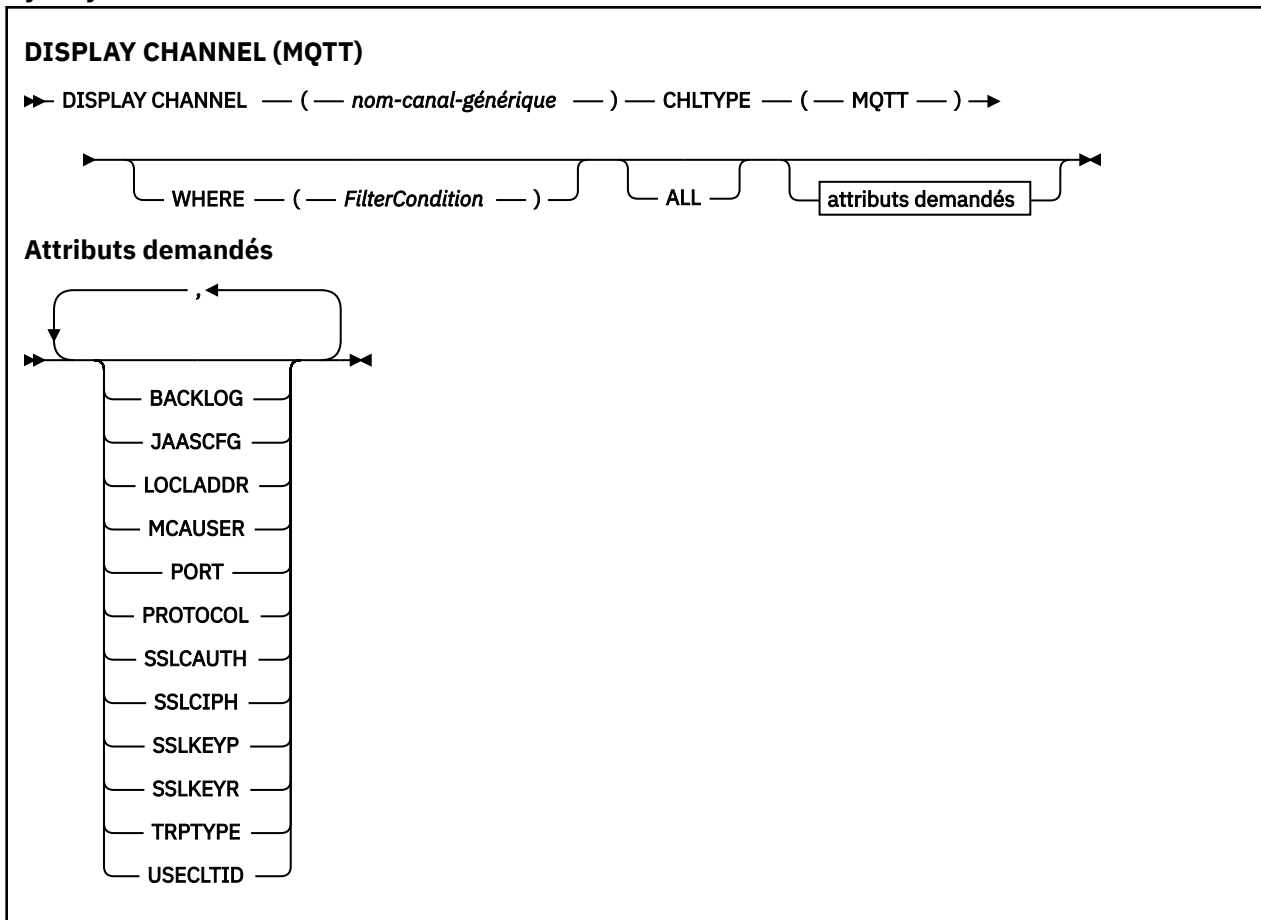 DISPLAY CHANNEL (MQTT)
DISPLAY CHANNEL ( nom-canal-générique ) CHLTYPE ( MQTT )
WHERE ( FilterCondition ) ALL attributs demandés
Attributs demandés
,
BACKLOG
JAASCFG
LOCLADDR
MCAUSER
PORT
PROTOCOL
SSLCAUTH
SSLCIPH
SSLKEYP
SSLKEYR
TRPTYPE
USECLTID